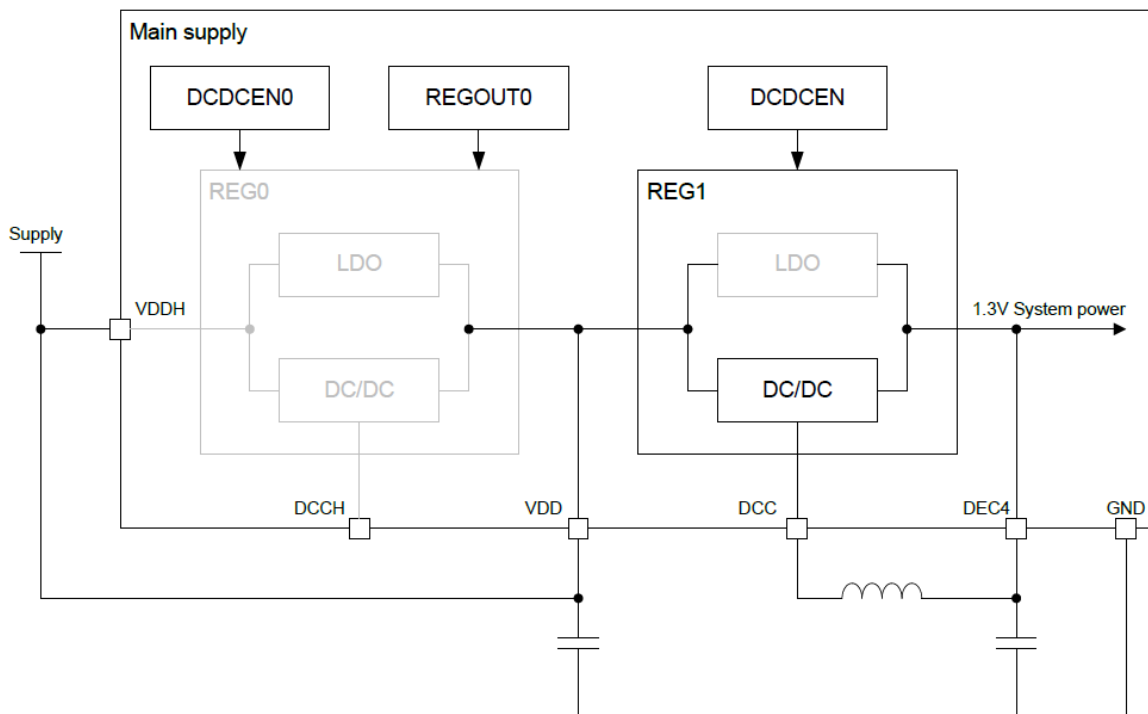 Main supply
DCDCEN0
REGOUT0
DCDCEN
REG0
REG1
Supply
LDO
LDO
VDDH
1.3V System power
DC/DC
DC/DC
DCCH
VDD
DCC
DEC4
GND